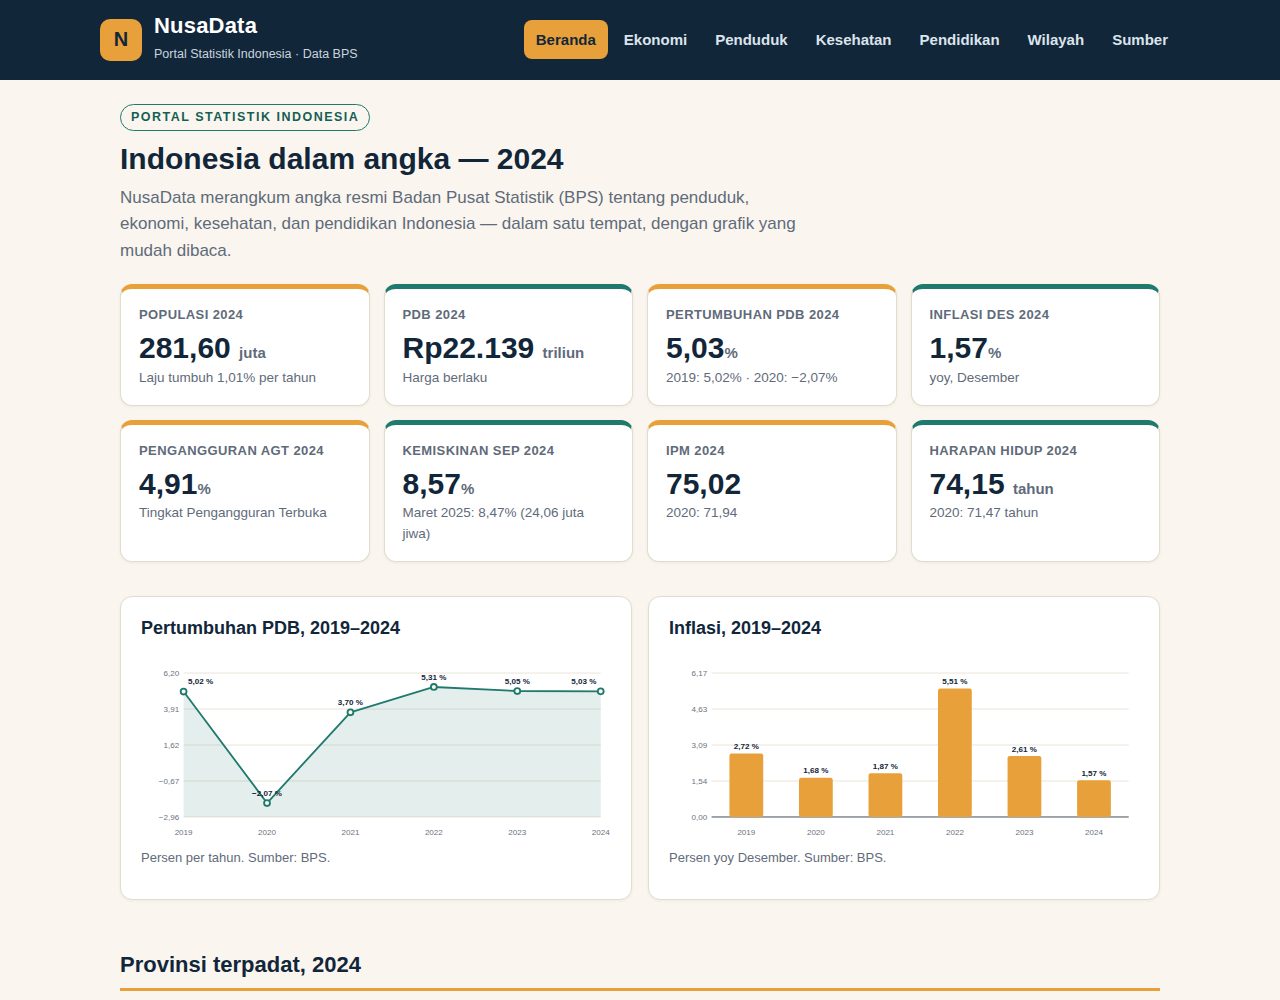 N
NusaData
Portal Statistik Indonesia · Data BPS
Beranda Ekonomi Penduduk Kesehatan Pendidikan Wilayah Sumber
PORTAL STATISTIK INDONESIA
Indonesia dalam angka — 2024
NusaData merangkum angka resmi Badan Pusat Statistik (BPS) tentang penduduk,
ekonomi, kesehatan, dan pendidikan Indonesia — dalam satu tempat, dengan grafik yang
mudah dibaca.
POPULASI 2024
281,60 juta
Laju tumbuh 1,01% per tahun
PDB 2024
Rp22.139 triliun
Harga berlaku
PERTUMBUHAN PDB 2024
5,03%
2019: 5,02% · 2020: −2,07%
INFLASI DES 2024
1,57%
yoy, Desember
PENGANGGURAN AGT 2024
4,91%
Tingkat Pengangguran Terbuka
KEMISKINAN SEP 2024
8,57%
Maret 2025: 8,47% (24,06 juta
jiwa)
IPM 2024
75,02
2020: 71,94
HARAPAN HIDUP 2024
74,15 tahun
2020: 71,47 tahun
Pertumbuhan PDB, 2019–2024
6,20
3,91
1,62
−0,67
−2,96
5,02 %
−2,07 %
3,70 %
5,31 %
5,05 %
5,03 %
2019 2020 2021 2022 2023 2024
Persen per tahun. Sumber: BPS.
Inflasi, 2019–2024
6,17
4,63
3,09
1,54
0,00
2,72 %
1,68 %
1,87 %
5,51 %
2,61 %
1,57 %
2019 2020 2021 2022 2023 2024
Persen yoy Desember. Sumber: BPS.
Provinsi terpadat, 2024